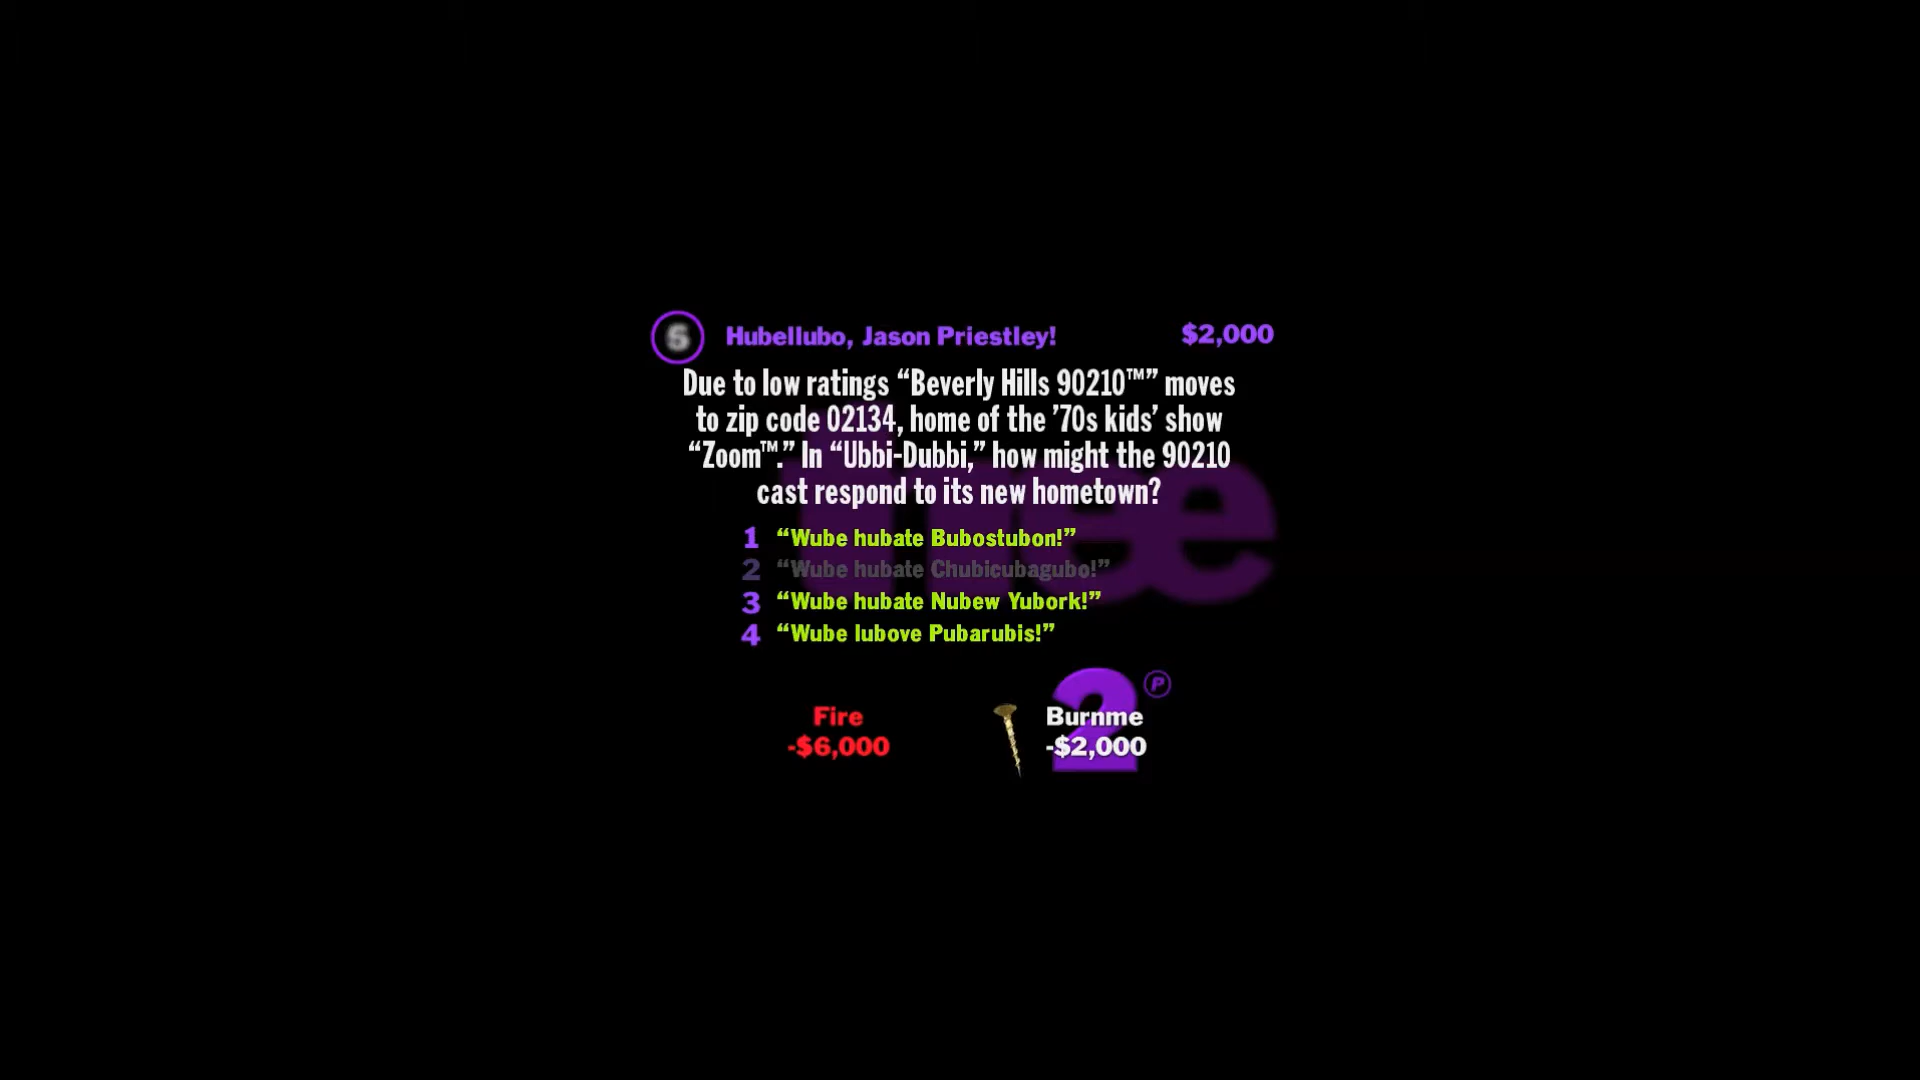 5 Hubellubo, Jason Priestley! $2,000
Due to low ratings “Beverly Hills 90210™” moves
to zip code 02134, home of the ’70s kids’ show
“Zoom™.” In “Ubbi-Dubbi,” how might the 90210
cast respond to its new hometown?
1 “Wube hubate Bubostubon!”
2 “Wube hubate Chubicubagubo!”
3 “Wube hubate Nubew Yubork!”
4 “Wube lubove Pubarubis!”
2 P
Fire Burnme
-$6,000 -$2,000